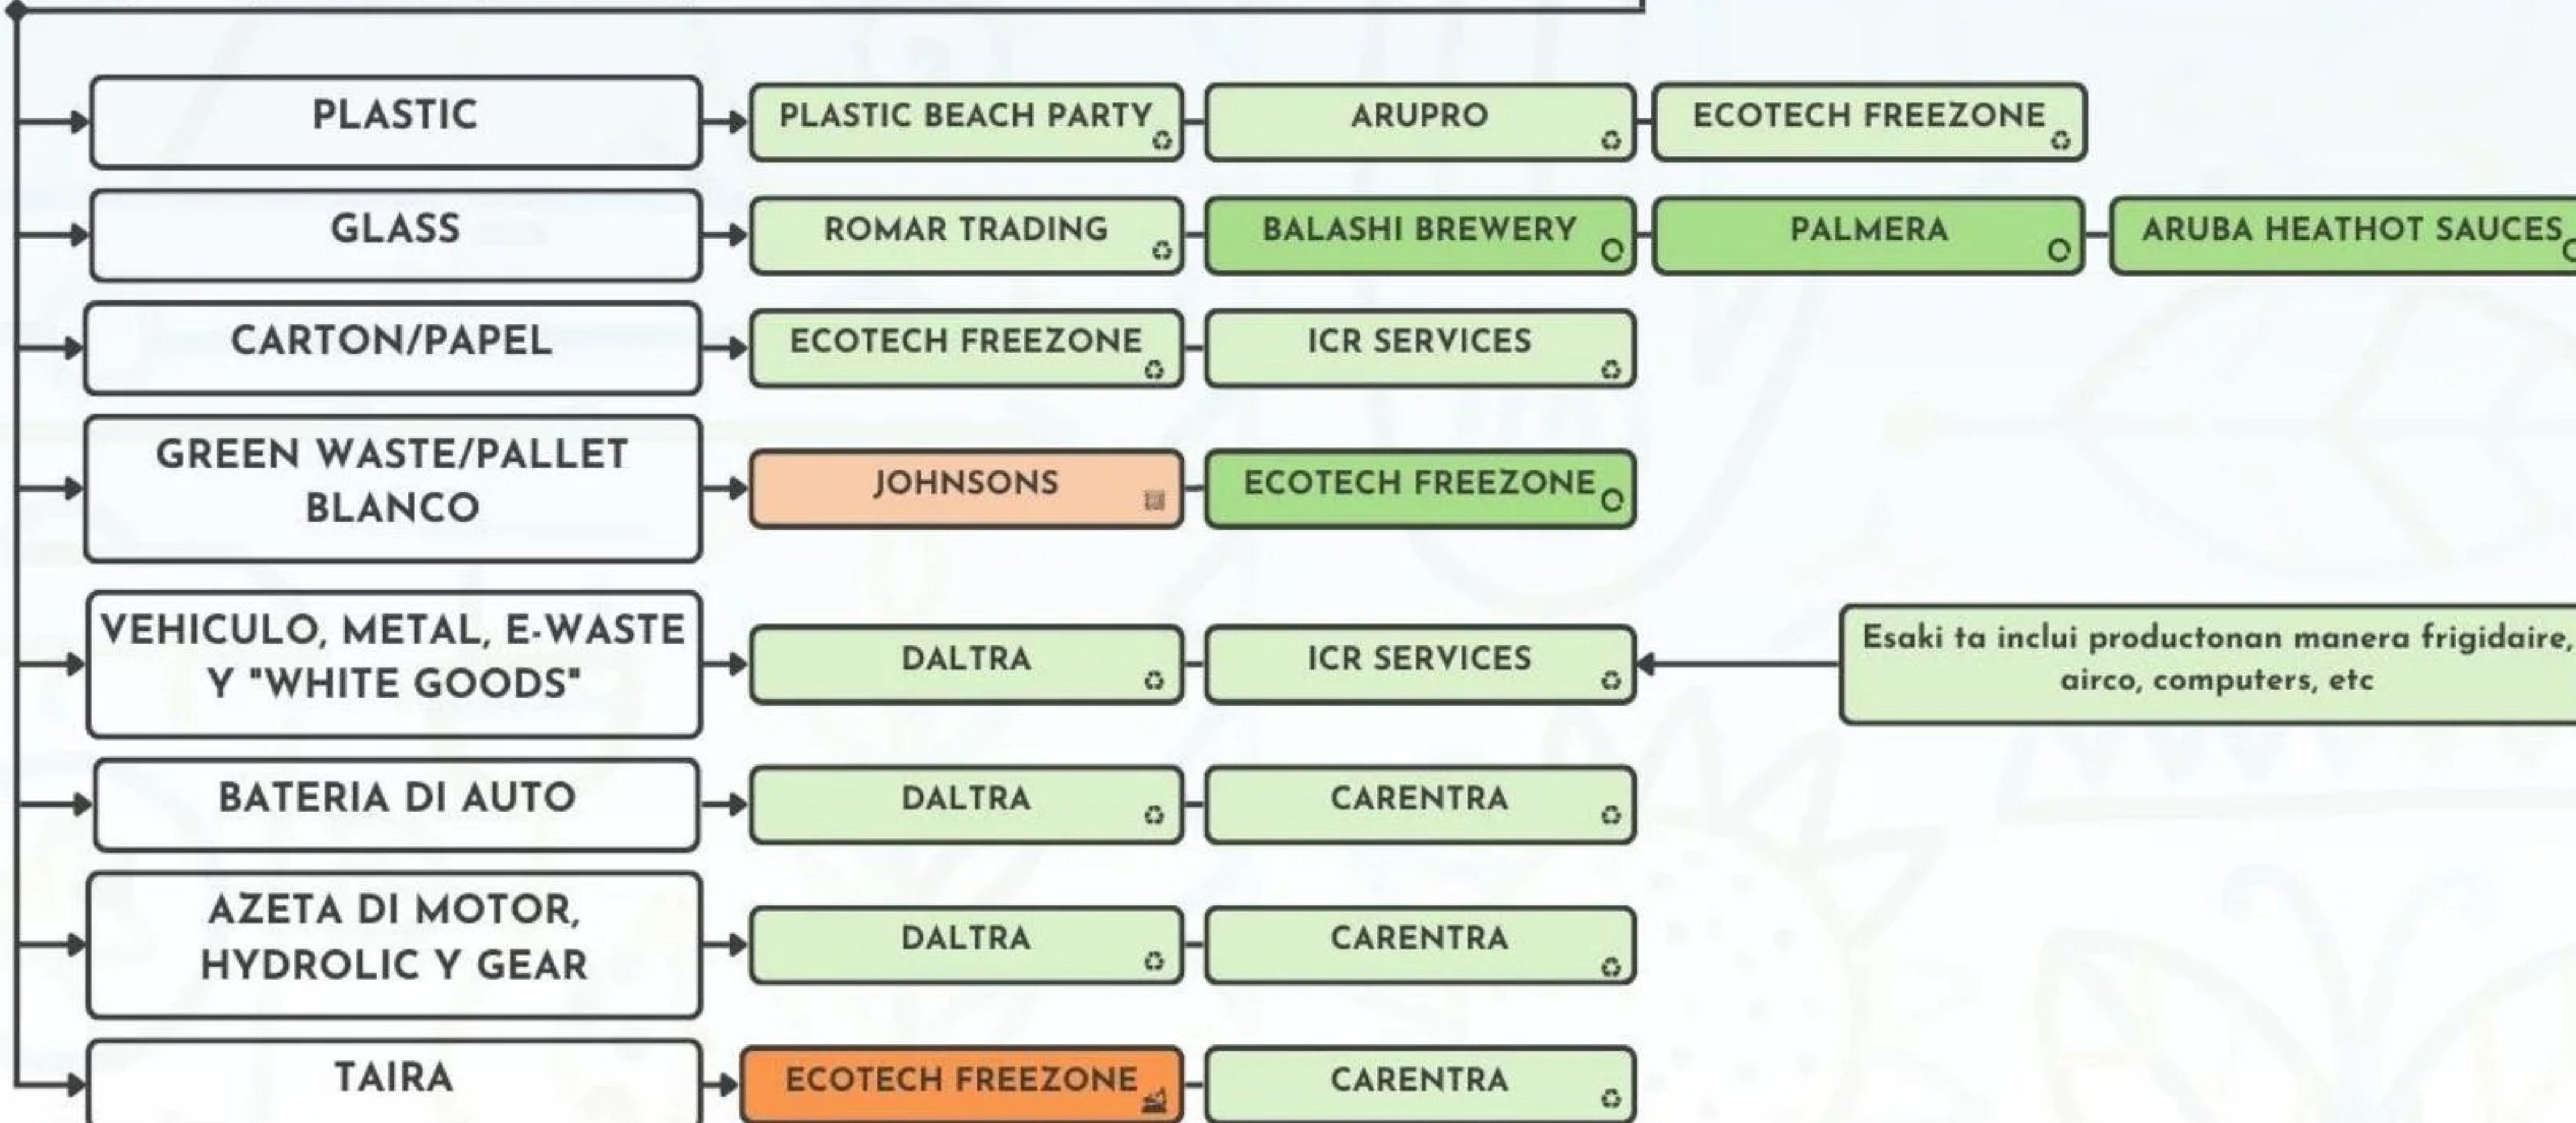 PLASTIC
PLASTIC BEACH PARTY
ARUPRO
ECOTECH FREEZONE
GLASS
ROMAR TRADING
BALASHI BREWERY
PALMERA
ARUBA HEATHOT SAUCES
CARTON/PAPEL
ECOTECH FREEZONE
ICR SERVICES
GREEN WASTE/PALLET
BLANCO
JOHNSONS
ECOTECH FREEZONE
VEHICULO, METAL, E-WASTE
Y "WHITE GOODS"
DALTRA
ICR SERVICES
Esaki ta inclui productonan manera frigidaire,
airco, computers, etc
BATERIA DI AUTO
DALTRA
CARENTRA
AZETA DI MOTOR,
HYDROLIC Y GEAR
DALTRA
CARENTRA
TAIRA
ECOTECH FREEZONE
CARENTRA